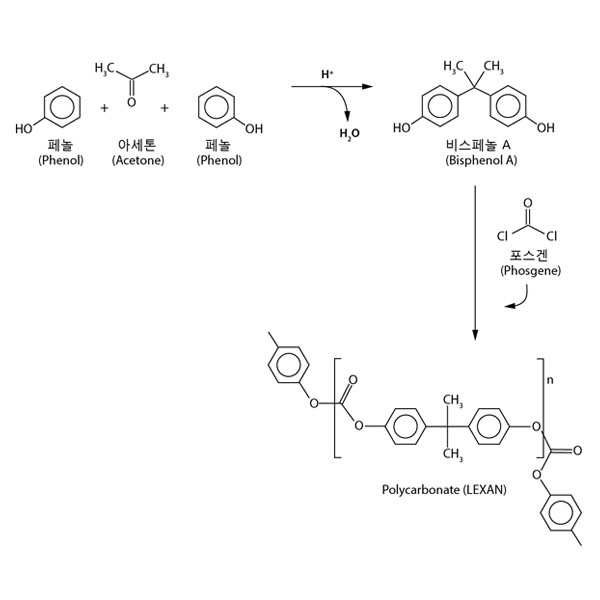 H₃C CH₃
O
+ +
HO
OH
페놀
(Phenol)
아세톤
(Acetone)
페놀
(Phenol)
H⁺
H₂O
H₃C CH₃
HO OH
비스페놀 A
(Bisphenol A)
O
Cl Cl
포스겐
(Phosgene)
O
n
O
CH₃
O
O
CH₃
O
O
Polycarbonate (LEXAN)